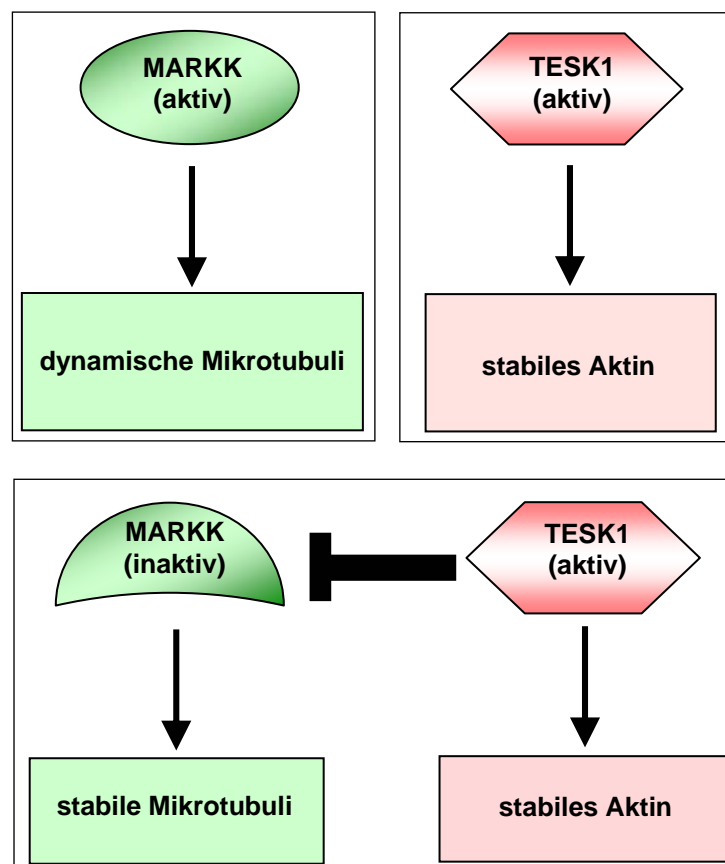 MARKK
(aktiv)
TESK1
(aktiv)
dynamische Mikrotubuli
stabiles Aktin
MARKK
(inaktiv)
TESK1
(aktiv)
stabile Mikrotubuli
stabiles Aktin